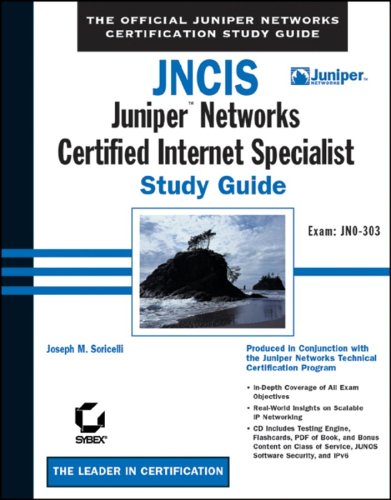 THE OFFICIAL JUNIPER NETWORKS
CERTIFICATION STUDY GUIDE
JNCIS
Juniper™
NETWORKS
Juniper™ Networks
Certified Internet Specialist
Study Guide
Exam: JN0-303
Joseph M. Soricelli
Produced in Conjunction with
the Juniper Networks Technical
Certification Program
• In-Depth Coverage of All Exam
Objectives
• Real-World Insights on Scalable
IP Networking
• CD Includes Testing Engine,
Flashcards, PDF of Book, and Bonus
Content on Class of Service, JUNOS
Software Security, and IPv6
SYBEX®
THE LEADER IN CERTIFICATION